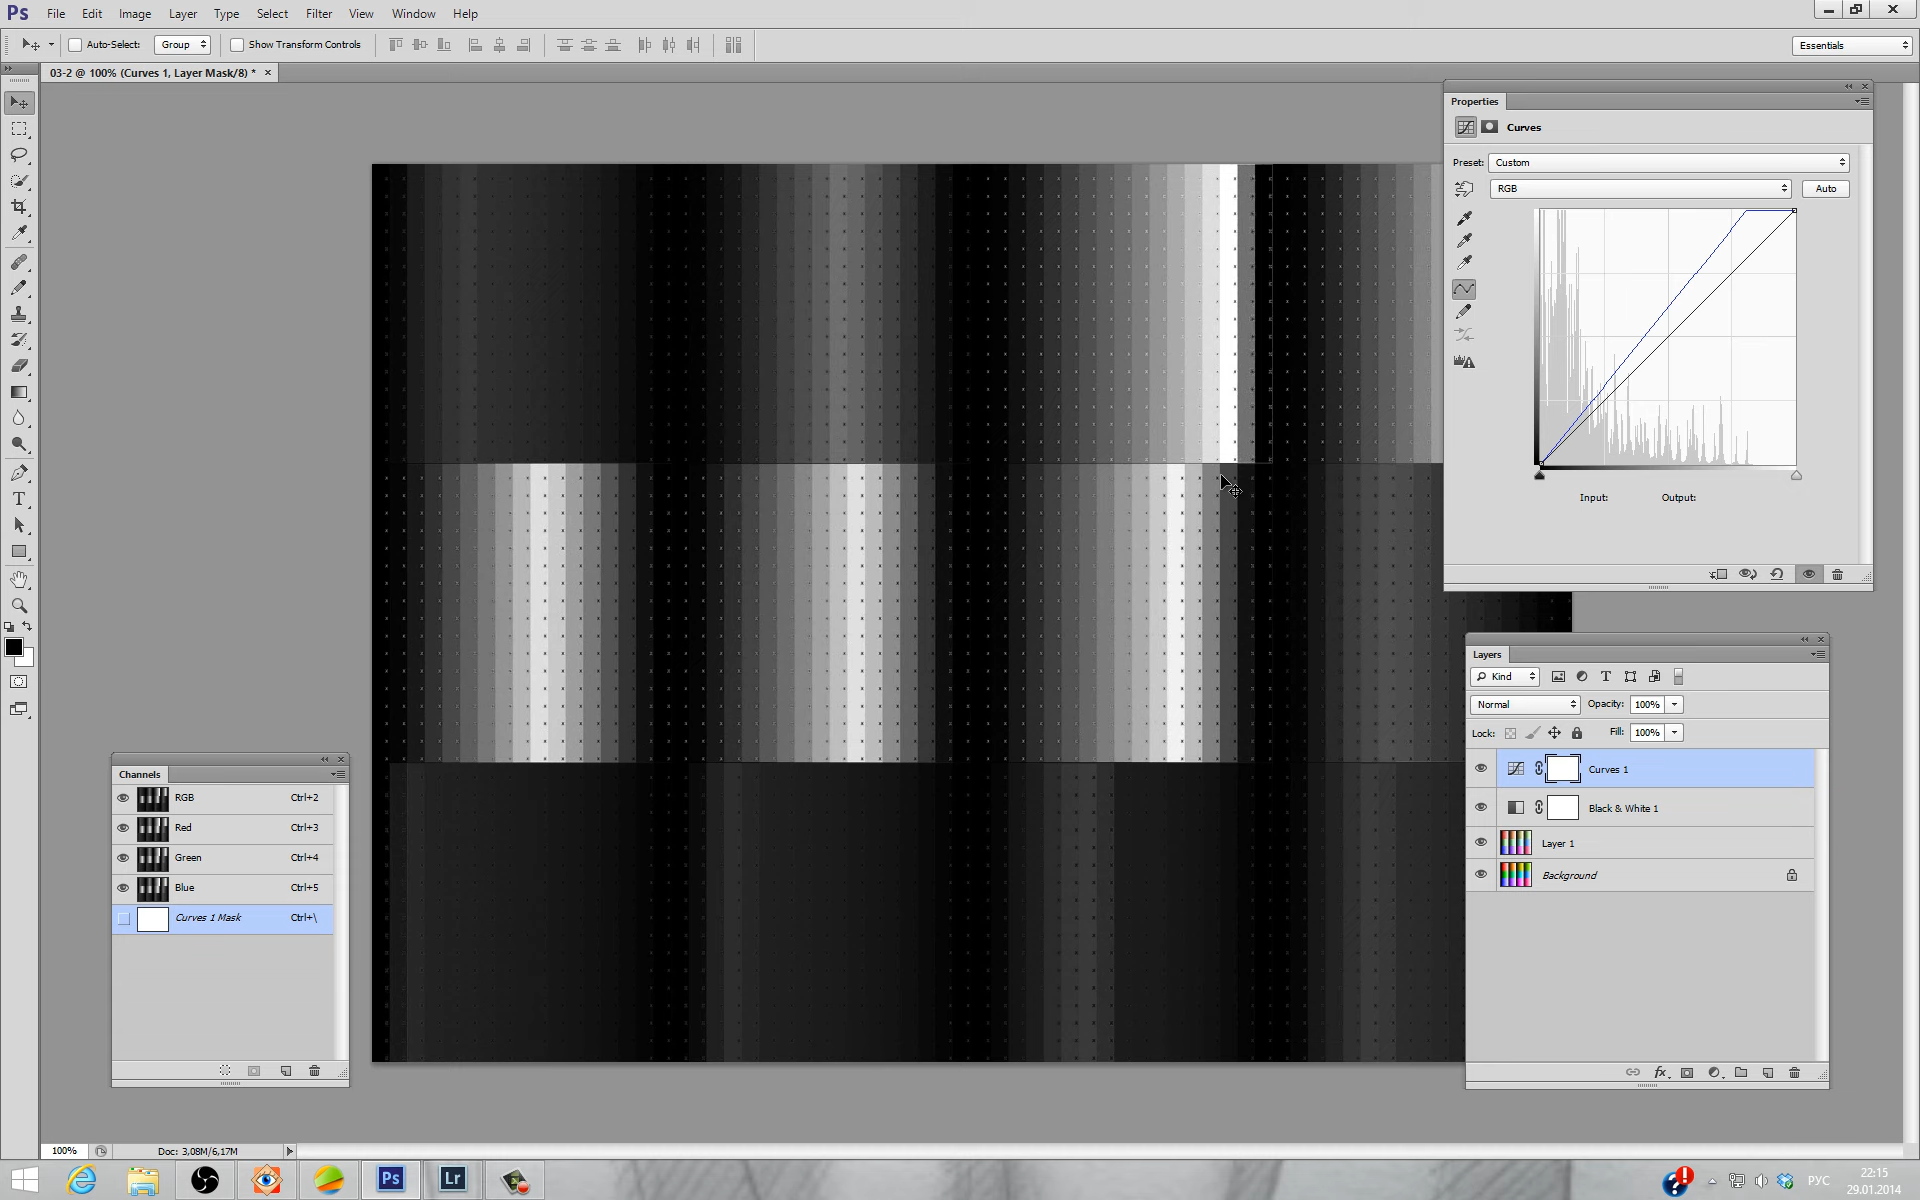 Ps File Edit Image Layer Type Select Filter View Window Help
Auto-Select: Group Show Transform Controls Essentials
03-2 @ 100% (Curves 1, Layer Mask/8) * ×
Properties
Curves
Preset: Custom
RGB Auto
Input: Output:
Layers
Kind
Normal Opacity: 100%
Lock: Fill: 100%
Curves 1
Black & White 1
Layer 1
Background
Channels
RGB Ctrl+2
Red Ctrl+3
Green Ctrl+4
Blue Ctrl+5
Curves 1 Mask Ctrl+\
100% Doc: 3,08M/6,17M
Ps Lr РУС 22:15
29.01.2014